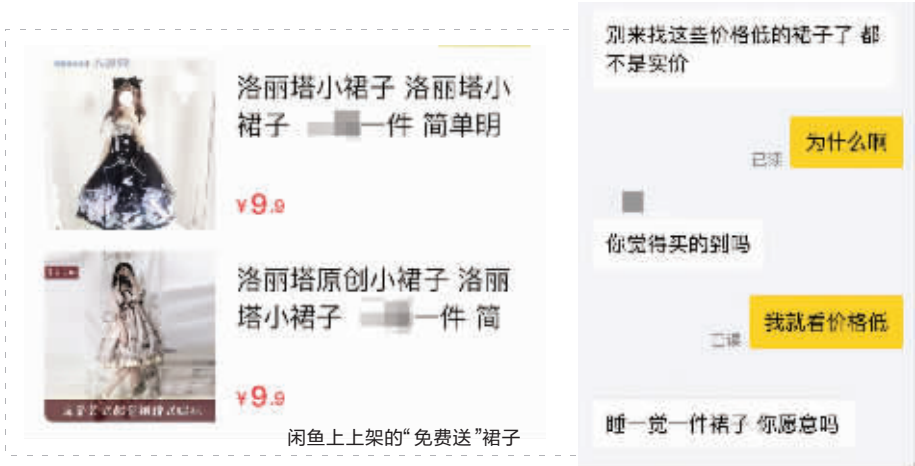 洛丽塔小裙子 洛丽塔小
裙子 一件 简单明
¥9.9
洛丽塔原创小裙子 洛丽
塔小裙子 一件 简
¥9.9
闲鱼上上架的“免费送”裙子
别来找这些价格低的裙子了 都
不是实价
为什么啊
已读
你觉得买的到吗
我就看价格低
已读
睡一觉一件裙子 你愿意吗